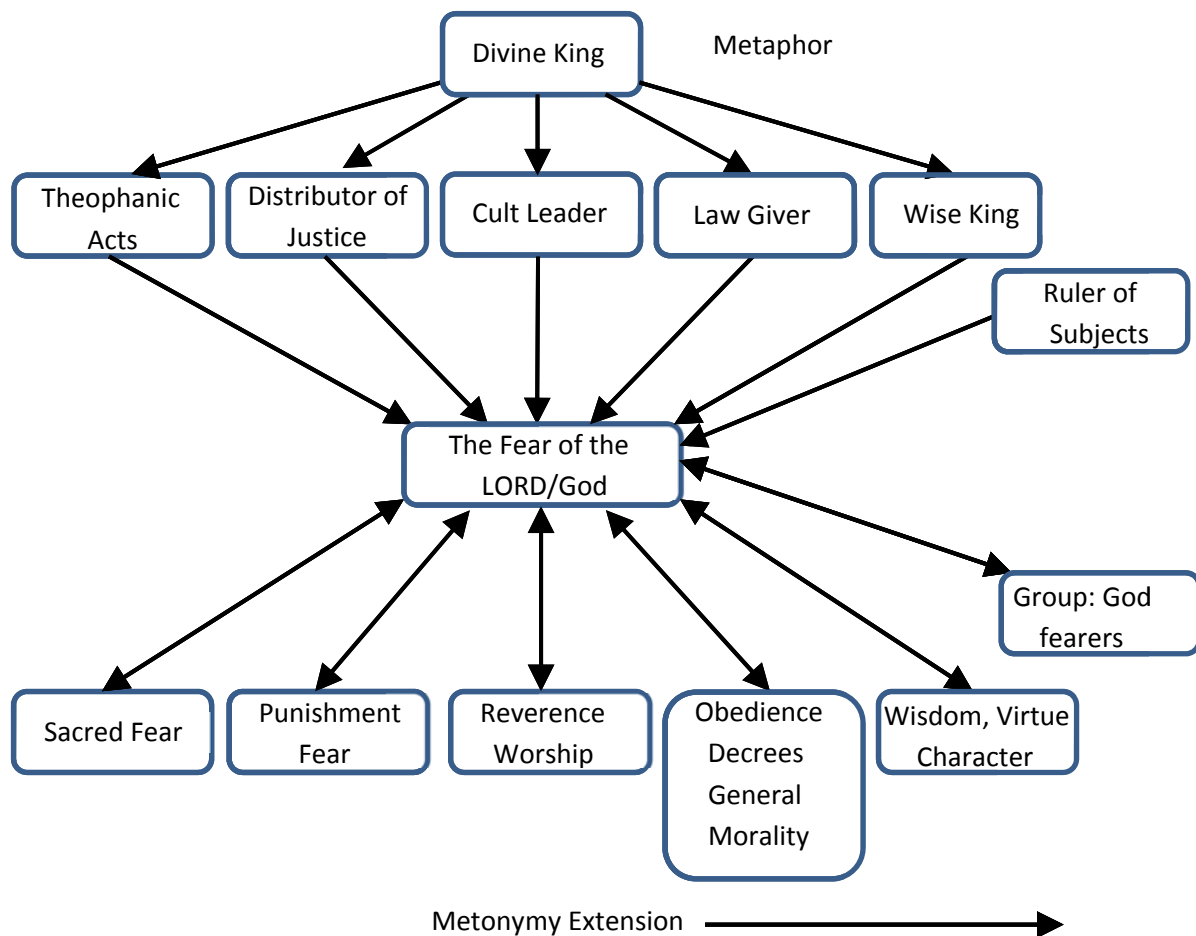 Divine King
Metaphor
Theophanic
Acts
Distributor of
Justice
Cult Leader
Law Giver
Wise King
Ruler of
Subjects
The Fear of the
LORD/God
Group: God
fearers
Sacred Fear
Punishment
Fear
Reverence
Worship
Obedience
Decrees
General
Morality
Wisdom, Virtue
Character
Metonymy Extension